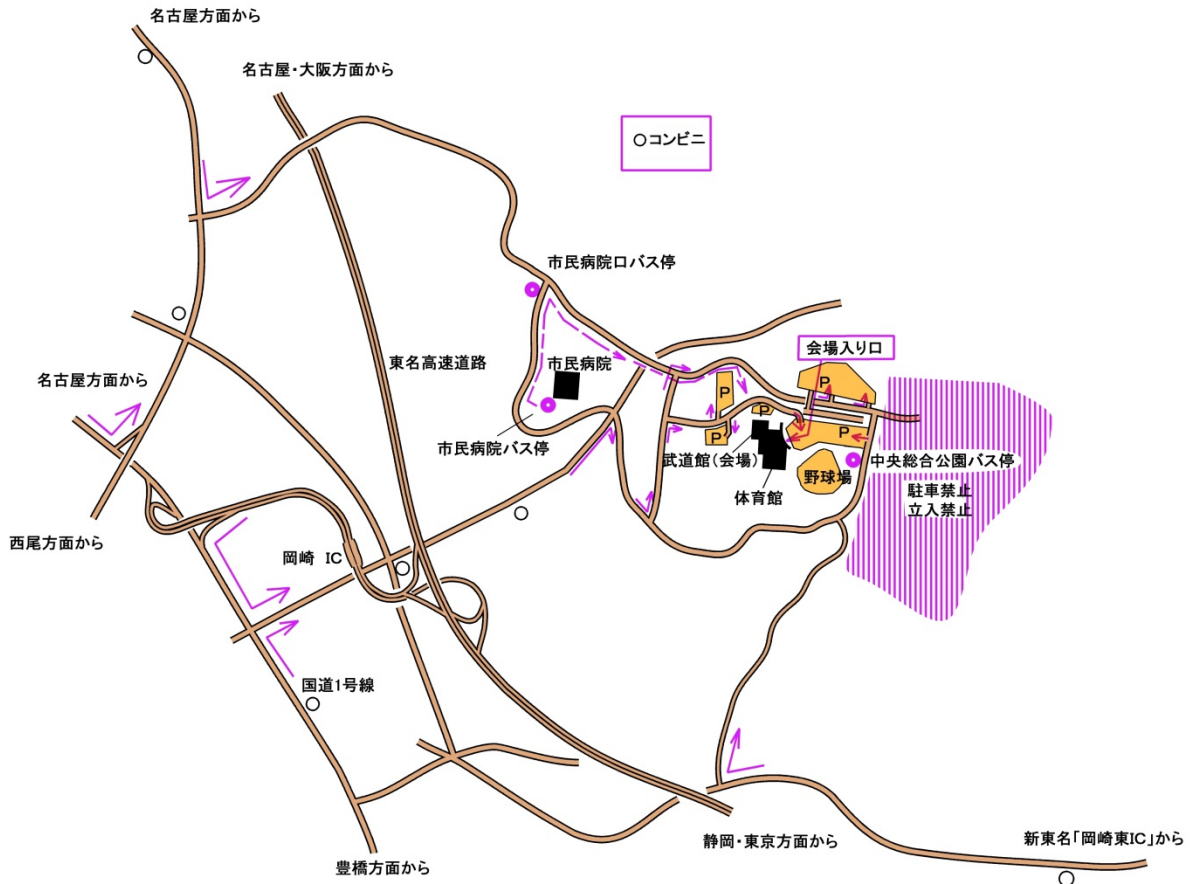 名古屋方面から
名古屋・大阪方面から
○コンビニ
市民病院口バス停
会場入り口
東名高速道路
市民病院
P
名古屋方面から
P
P
P
P
市民病院バス停
武道館(会場)
中央総合公園バス停
野球場
体育館
駐車禁止
立入禁止
西尾方面から
岡崎 IC
国道1号線
静岡・東京方面から
新東名「岡崎東IC」から
豊橋方面から